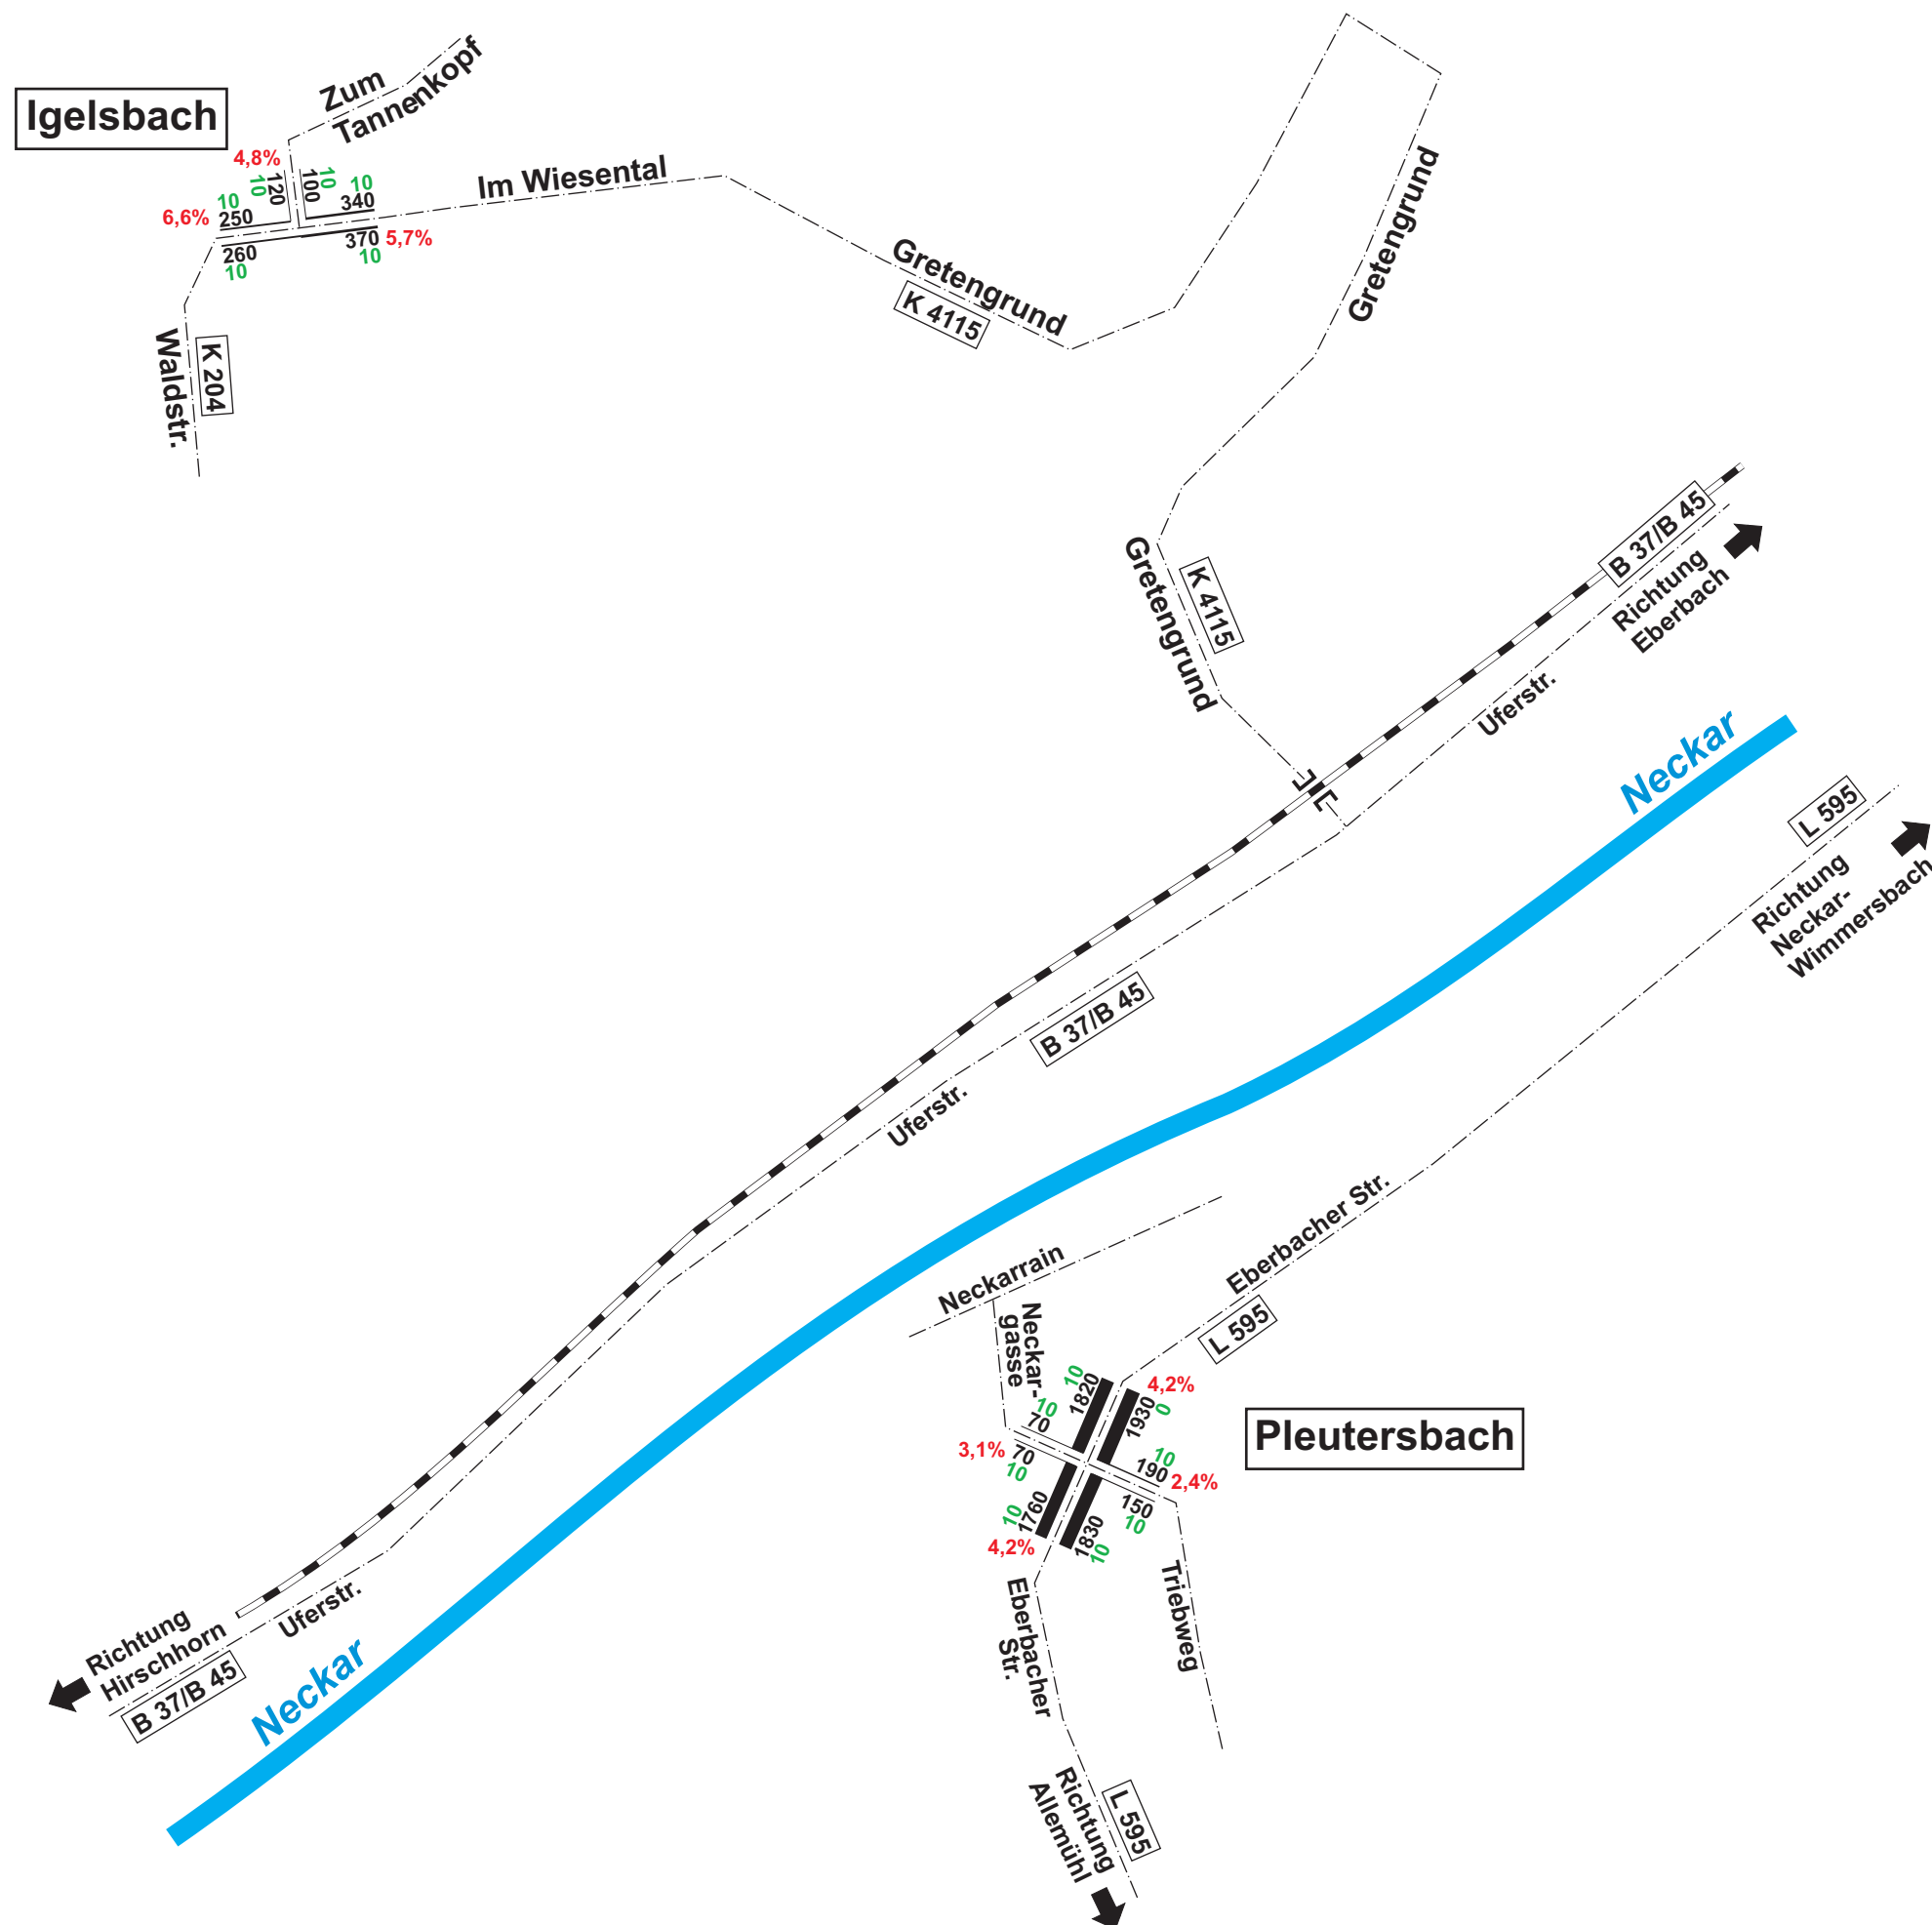 Igelsbach
Zum
Tannenkopf
4,8%
10
120
100
10
10
340
10
250
6,6%
260
10
370
10
5,7%
Im Wiesental
Waldstr.
K 204
Gretengrund
K 4115
Gretengrund
Gretengrund
K 4115
B 37/B 45
Richtung
Eberbach
Uferstr.
Neckar
L 595
Richtung
Neckar-
Wimmersbach
B 37/B 45
Uferstr.
Eberbacher Str.
L 595
Neckarrain
Neckar-
gasse
10
1820
4,2%
1930
0
10
70
3,1%
70
10
10
190
2,4%
150
10
10
1760
4,2%
1830
10
Pleutersbach
Eberbacher
Str.
Triebweg
Uferstr.
Richtung
Hirschhorn
B 37/B 45
Neckar
Richtung
Allemühl
L 595